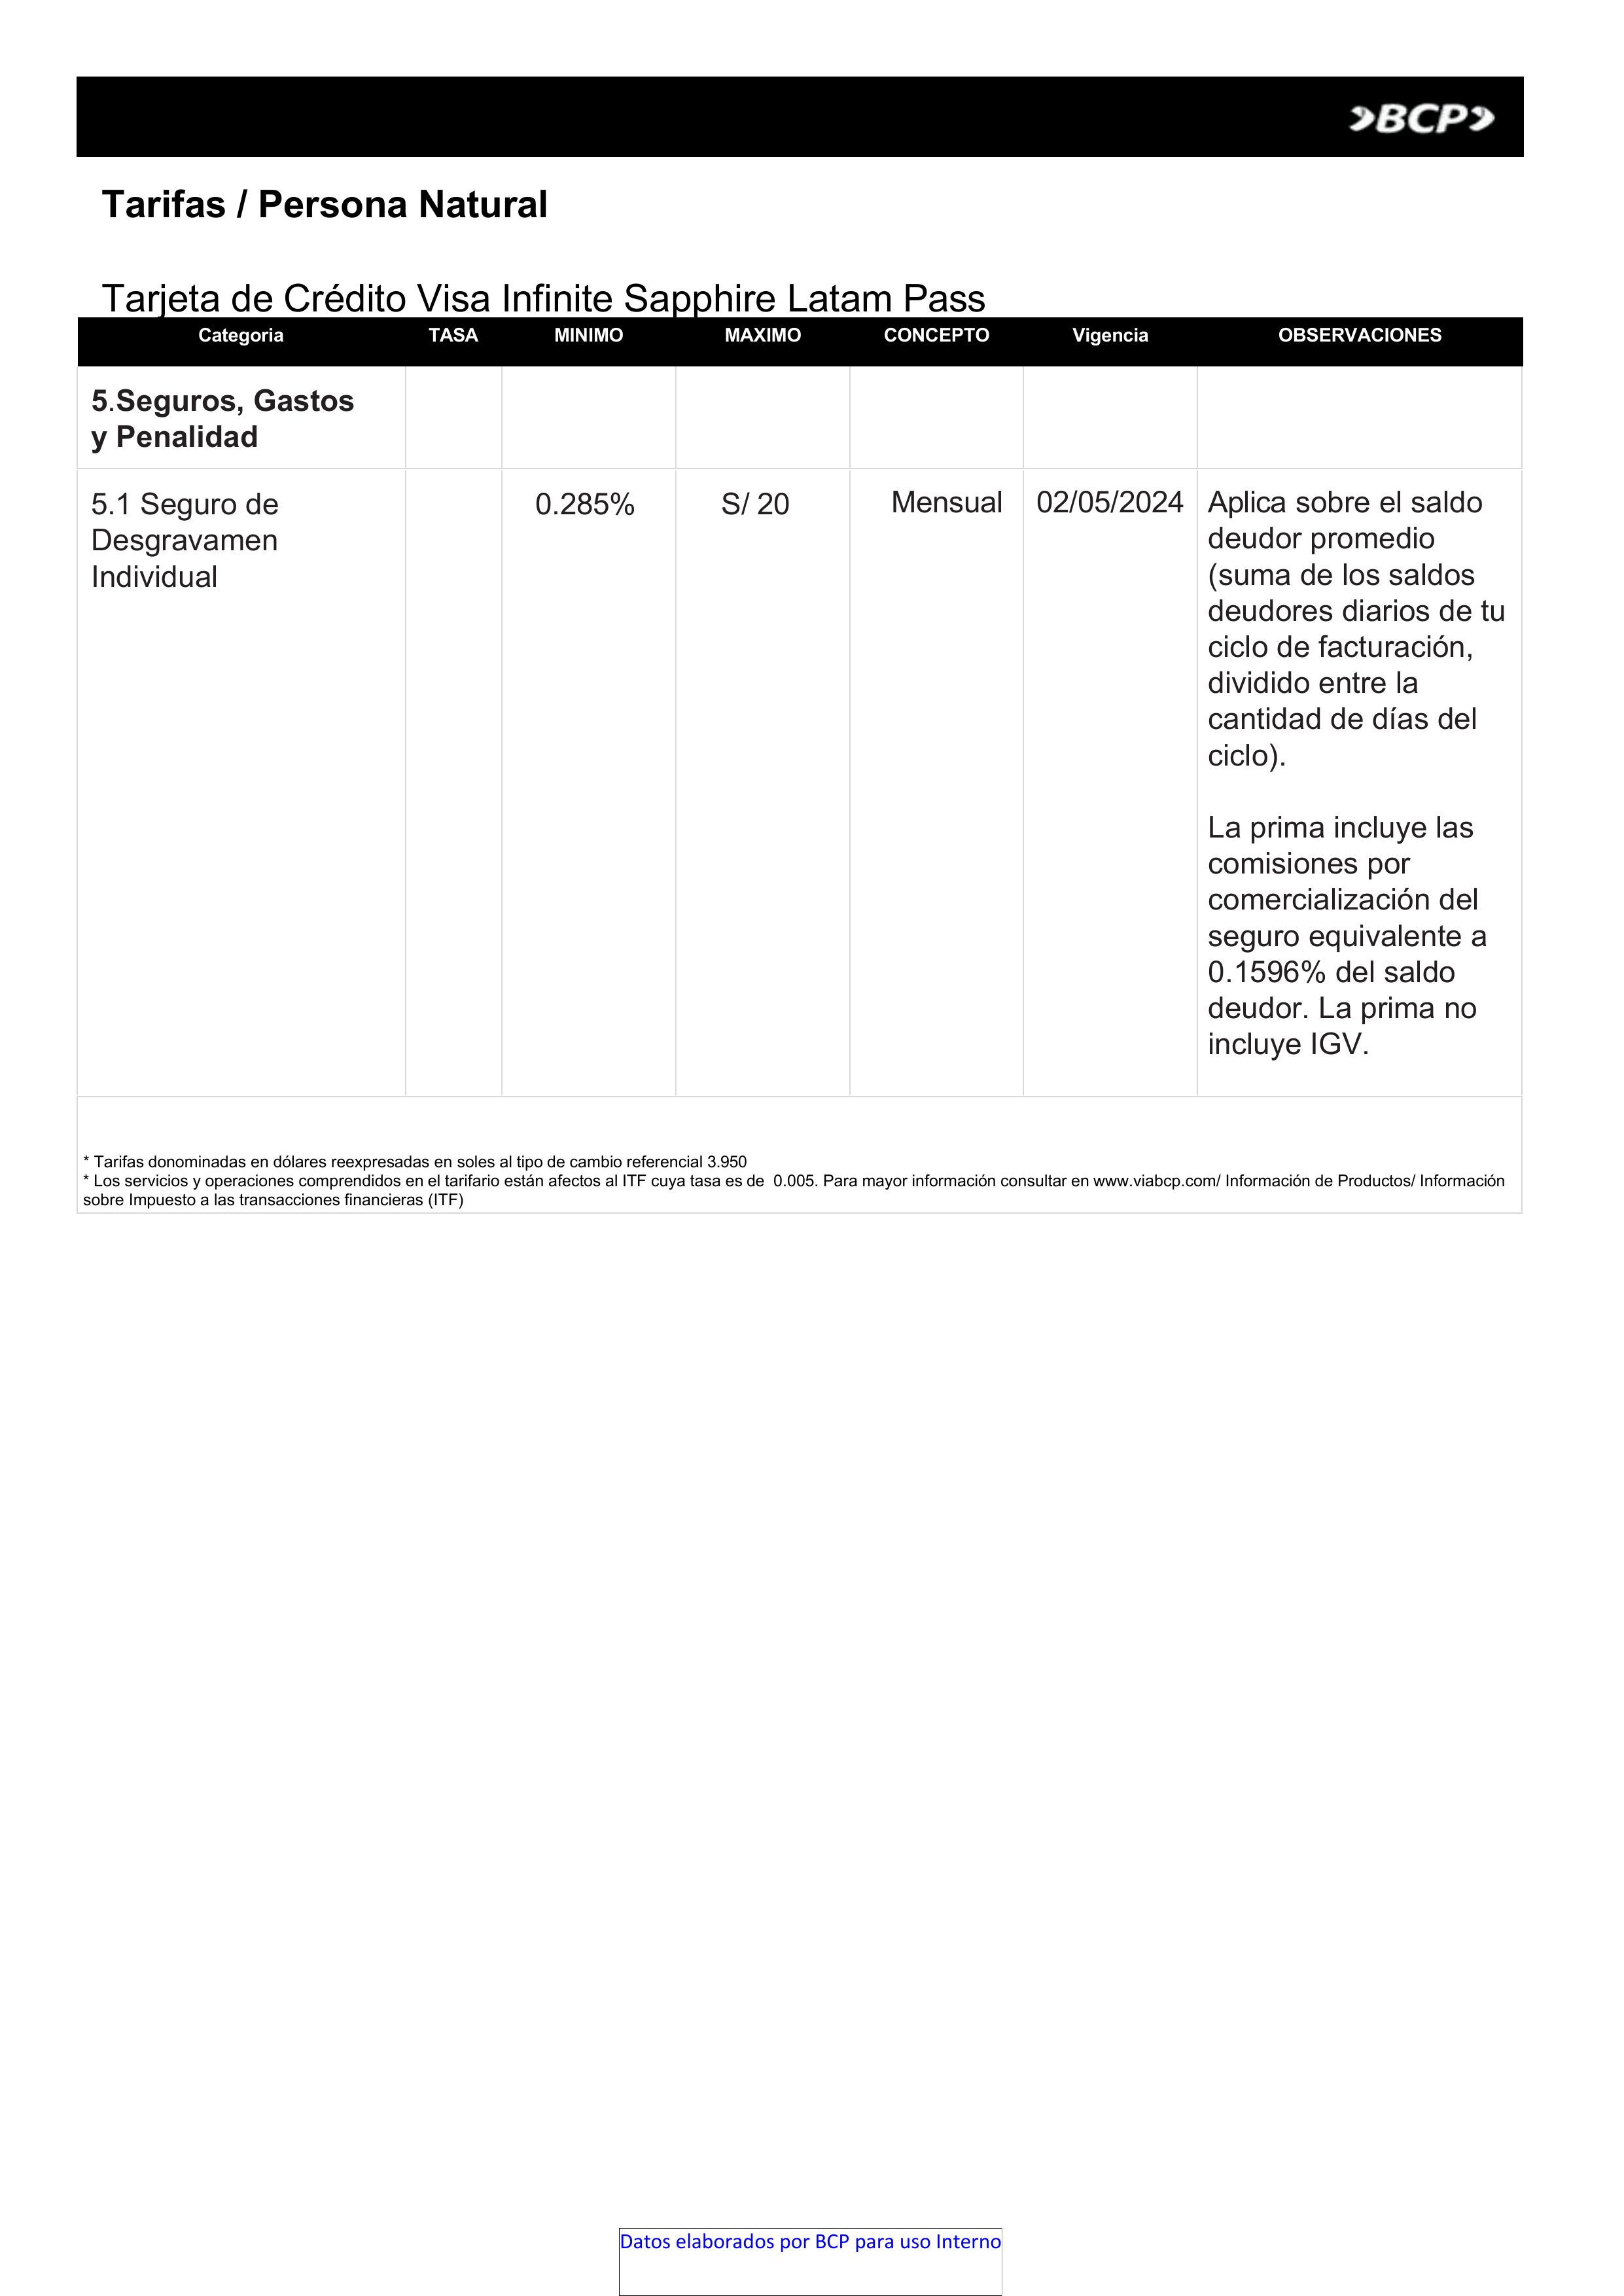 BCP
Tarifas / Persona Natural
Tarjeta de Crédito Visa Infinite Sapphire Latam Pass
Categoria TASA MINIMO MAXIMO CONCEPTO Vigencia OBSERVACIONES
5.Seguros, Gastos
y Penalidad
5.1 Seguro de
Desgravamen
Individual
0.285%
S/ 20
Mensual
02/05/2024
Aplica sobre el saldo
deudor promedio
(suma de los saldos
deudores diarios de tu
ciclo de facturación,
dividido entre la
cantidad de días del
ciclo).
La prima incluye las
comisiones por
comercialización del
seguro equivalente a
0.1596% del saldo
deudor. La prima no
incluye IGV.
* Tarifas donominadas en dólares reexpresadas en soles al tipo de cambio referencial 3.950
* Los servicios y operaciones comprendidos en el tarifario están afectos al ITF cuya tasa es de  0.005. Para mayor información consultar en www.viabcp.com/ Información de Productos/ Información
sobre Impuesto a las transacciones financieras (ITF)
Datos elaborados por BCP para uso Interno